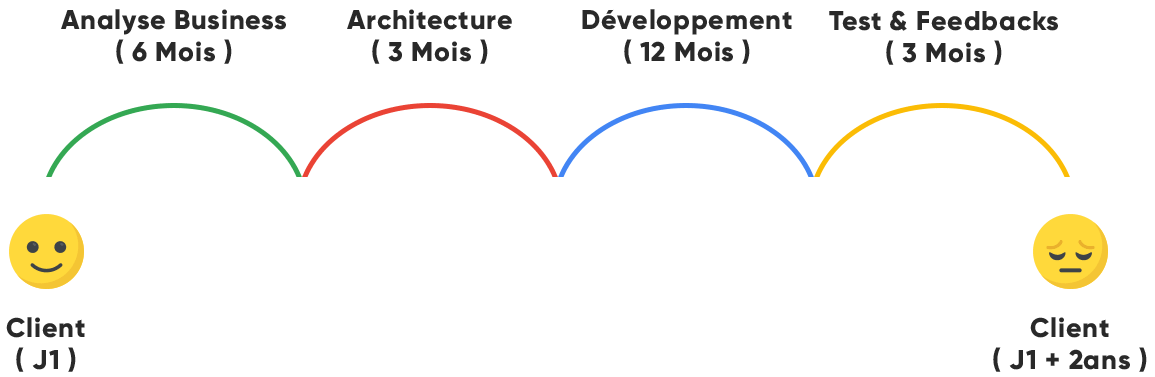 Analyse Business
( 6 Mois )
Architecture
( 3 Mois )
Développement
( 12 Mois )
Test & Feedbacks
( 3 Mois )
Client
( J1 )
Client
( J1 + 2ans )